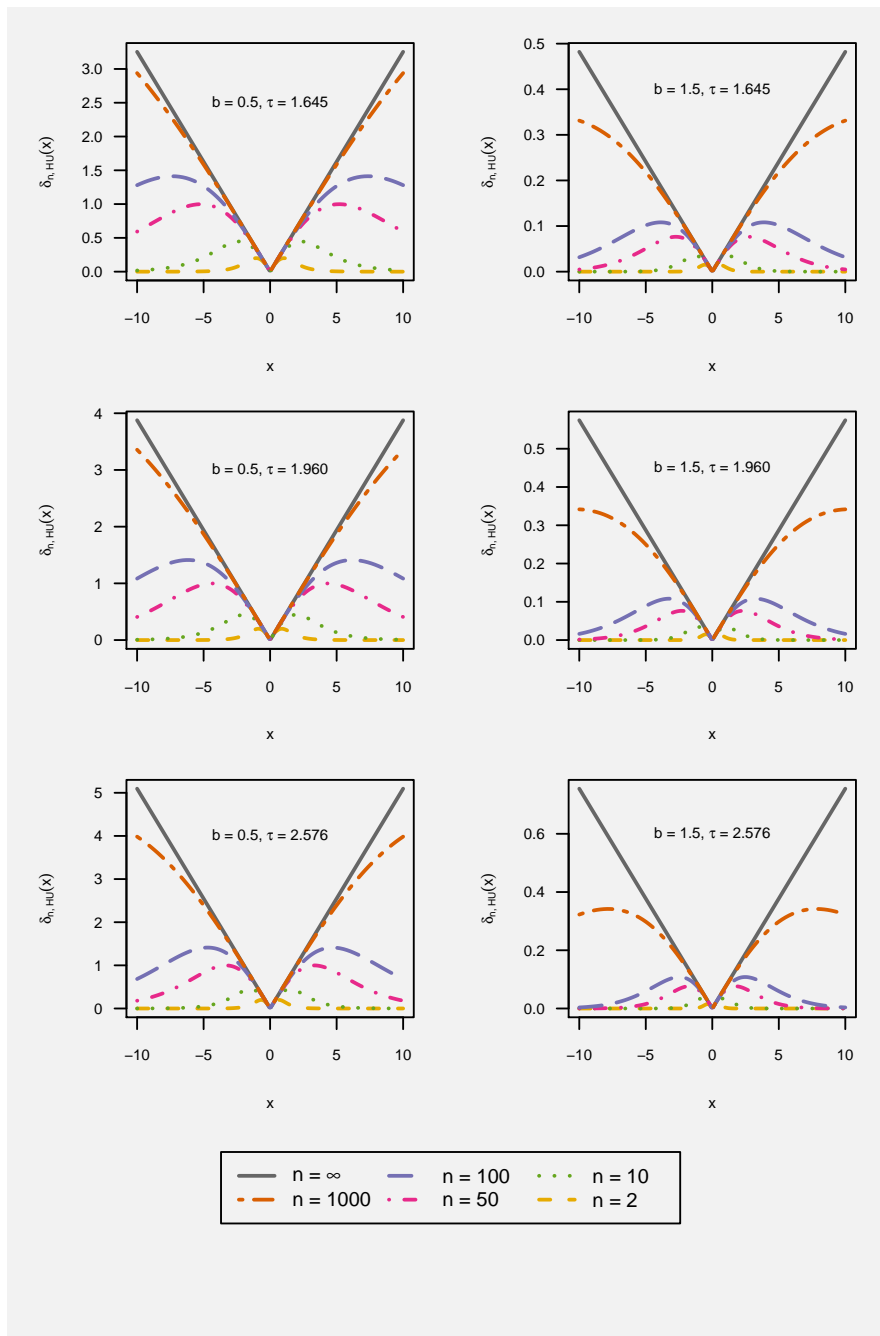 b = 0.5, τ = 1.645
δn, HU(x)
0.0
0.5
1.0
1.5
2.0
2.5
3.0
−10 −5 0 5 10
x
b = 1.5, τ = 1.645
δn, HU(x)
0.0
0.1
0.2
0.3
0.4
0.5
−10 −5 0 5 10
x
b = 0.5, τ = 1.960
δn, HU(x)
0
1
2
3
4
−10 −5 0 5 10
x
b = 1.5, τ = 1.960
δn, HU(x)
0.0
0.1
0.2
0.3
0.4
0.5
−10 −5 0 5 10
x
b = 0.5, τ = 2.576
δn, HU(x)
0
1
2
3
4
5
−10 −5 0 5 10
x
b = 1.5, τ = 2.576
δn, HU(x)
0.0
0.2
0.4
0.6
−10 −5 0 5 10
x
n = ∞ n = 100 n = 10
n = 1000 n = 50 n = 2